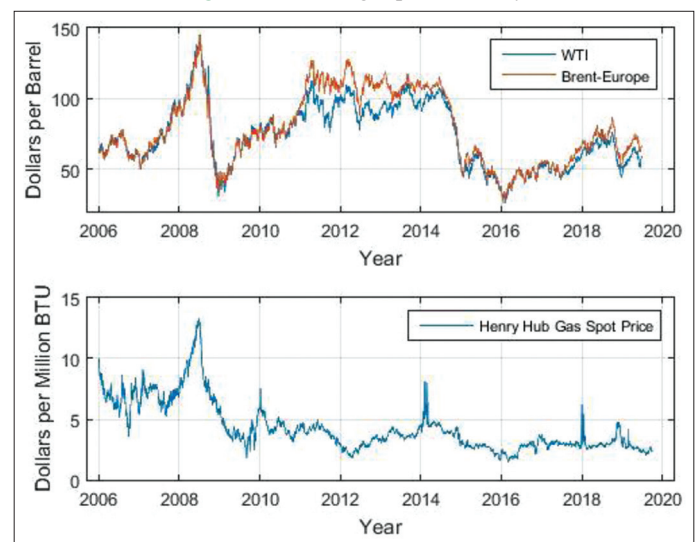 150
100
50
Dollars per Barrel
WTI
Brent-Europe
2006 2008 2010 2012 2014 2016 2018 2020
Year
15
10
5
0
Dollars per Million BTU
Henry Hub Gas Spot Price
2006 2008 2010 2012 2014 2016 2018 2020
Year